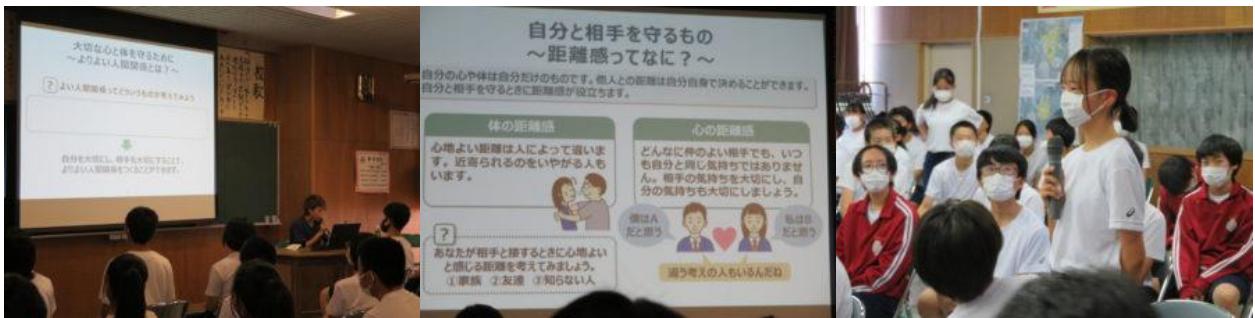 大切な心と体を守るために
～よりよい人間関係とは？～
? よい人間関係ってどういうものか考えてみよう
自分を大切にし、相手も大切にすることで、
よりよい人間関係をつくることができます。
校歌
自分と相手を守るもの
～距離感ってなに？～
自分の心や体は自分だけのものです。他人との距離は自分自身で決めることができます。
自分と相手を守るときに距離感が役立ちます。
体の距離感
心地よい距離は人によって違いま
す。近寄られるのをいやがる人も
います。
?
あなたが相手と接するときに心地よい
と感じる距離を考えてみましょう。
①家族 ②友達 ③知らない人
心の距離感
どんなに仲のよい相手でも、いつ
も自分と同じ気持ちではありませ
ん。相手の気持ちを大切にし、自
分の気持ちも大切にしましょう。
僕はA
だと思う
私はB
だと思う
違う考えの人もいるんだね